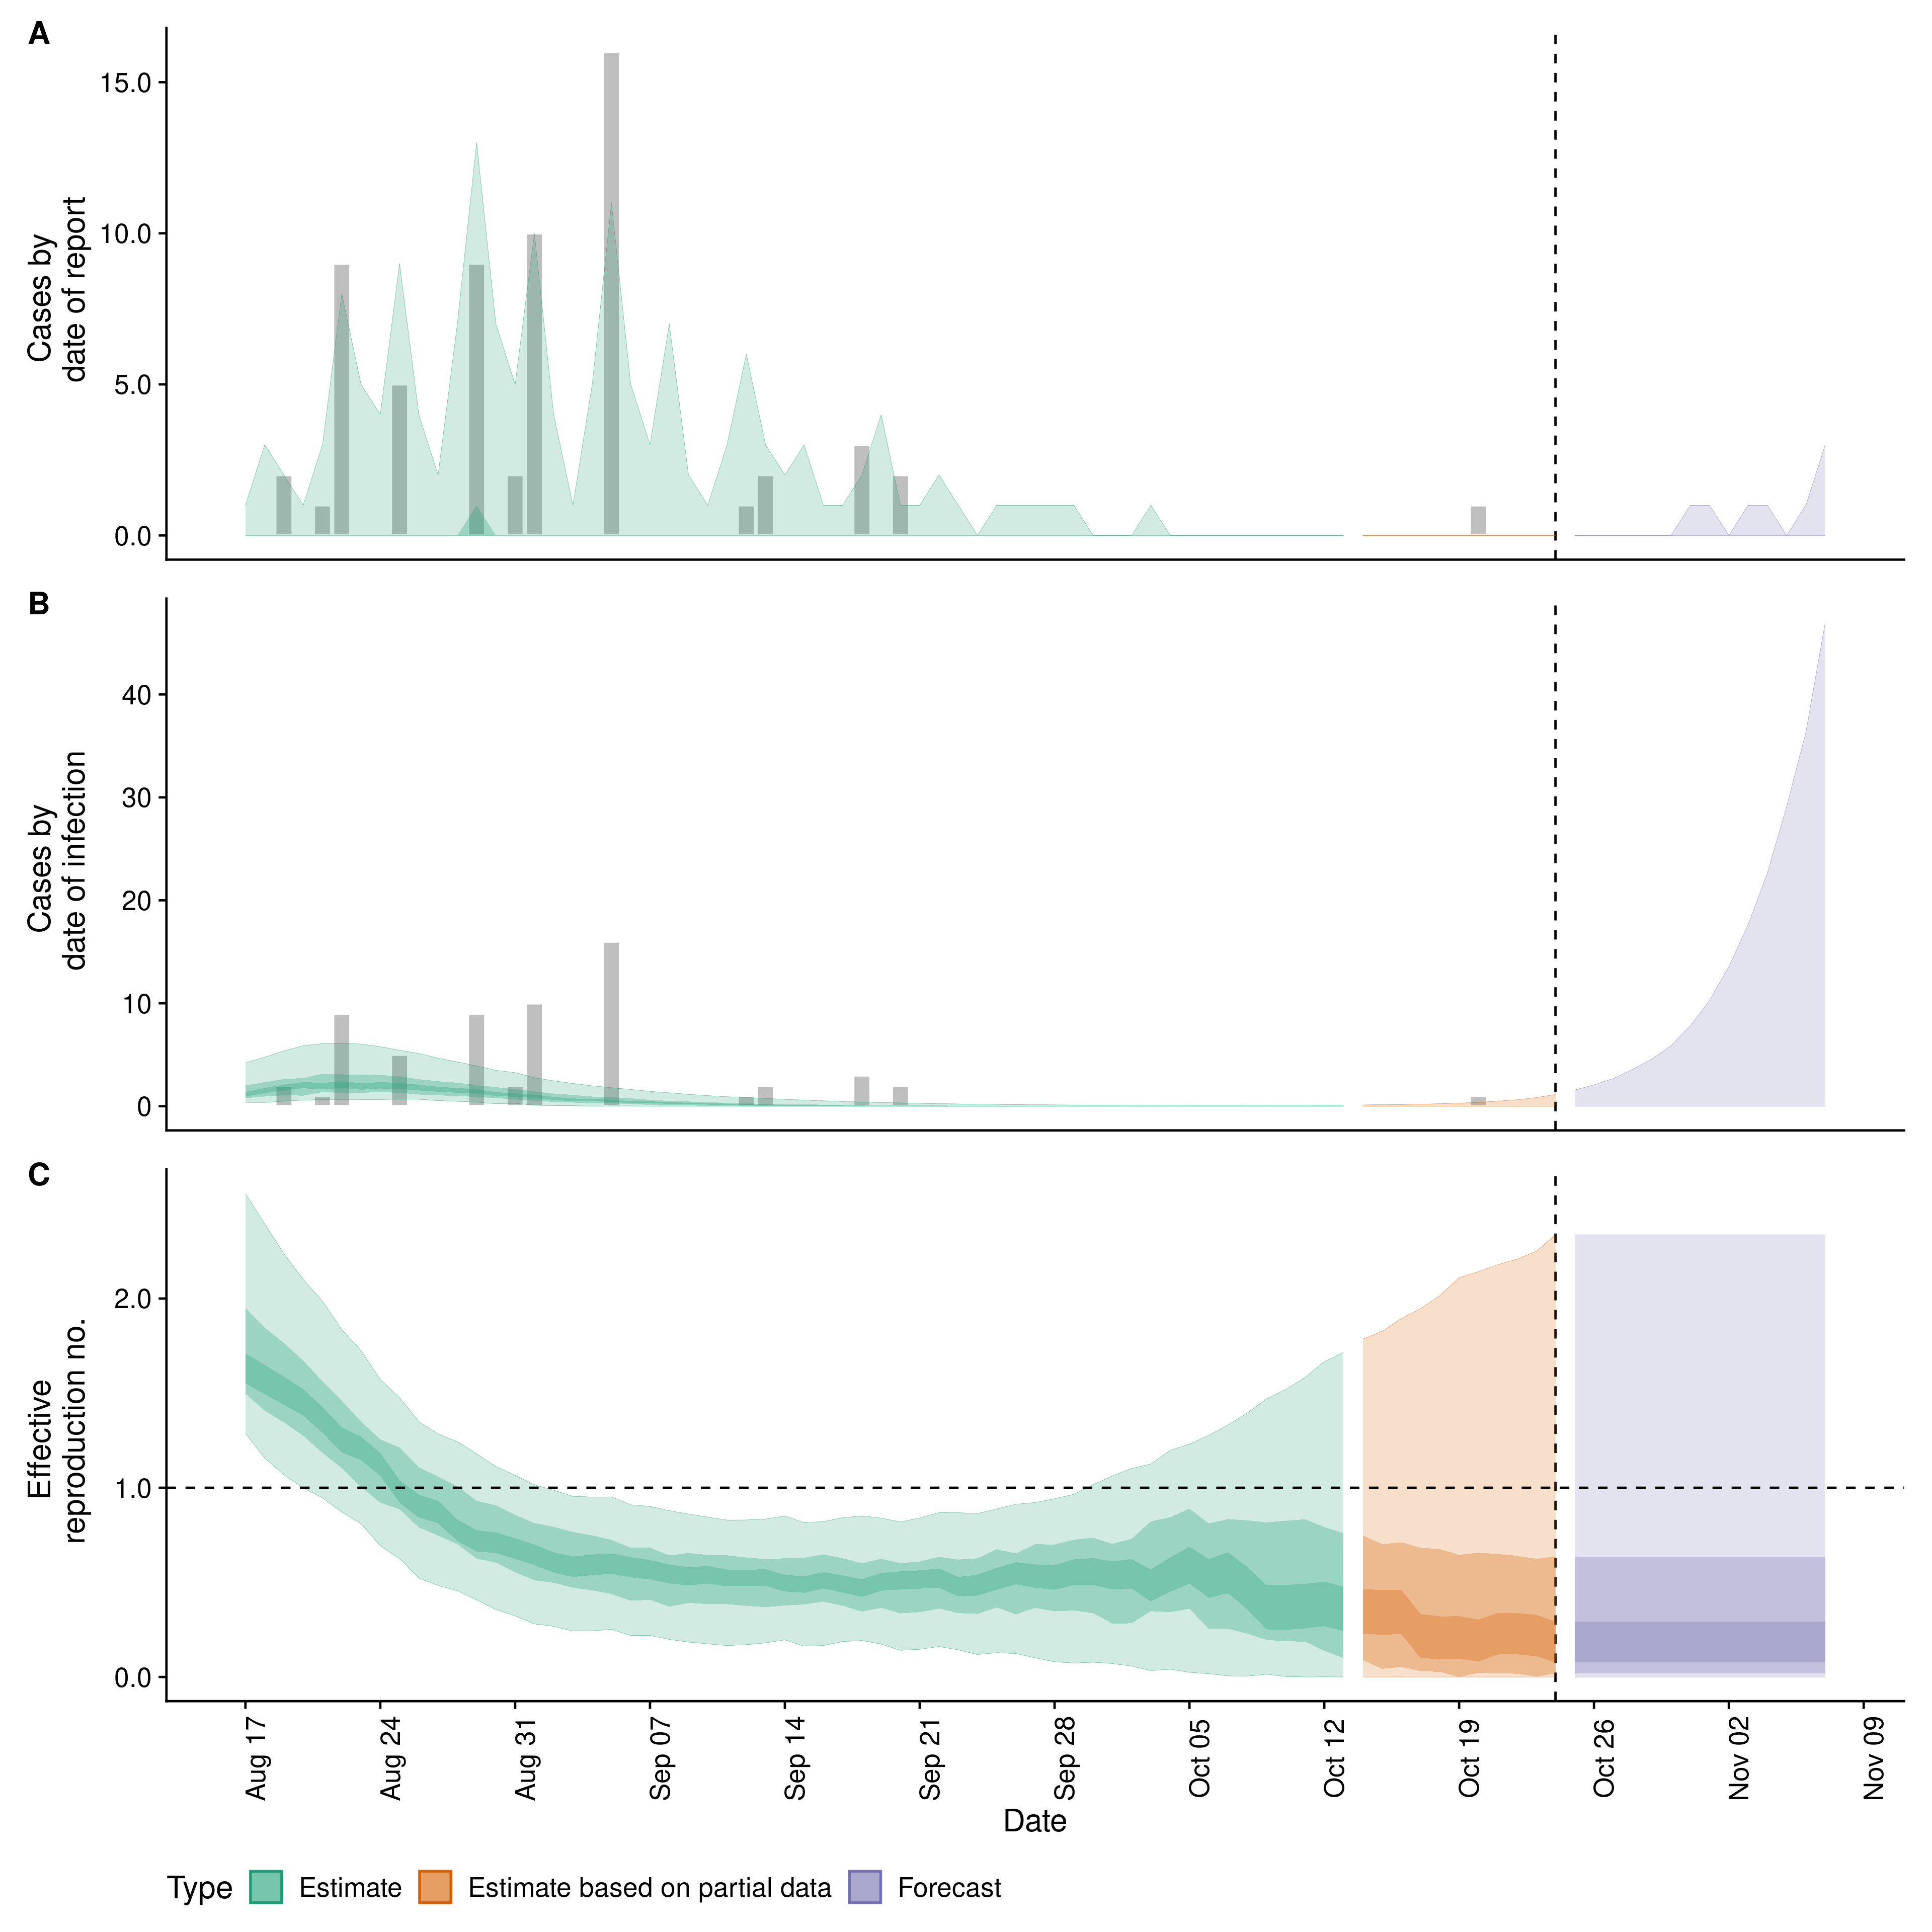 A
15.0
10.0
5.0
0.0
Cases by
date of report
B
40
30
20
10
0
Cases by
date of infection
C
2.0
1.0
0.0
Effective
reproduction no.
Aug 17
Aug 24
Aug 31
Sep 07
Sep 14
Sep 21
Sep 28
Oct 05
Oct 12
Oct 19
Oct 26
Nov 02
Nov 09
Date
Type Estimate Estimate based on partial data Forecast